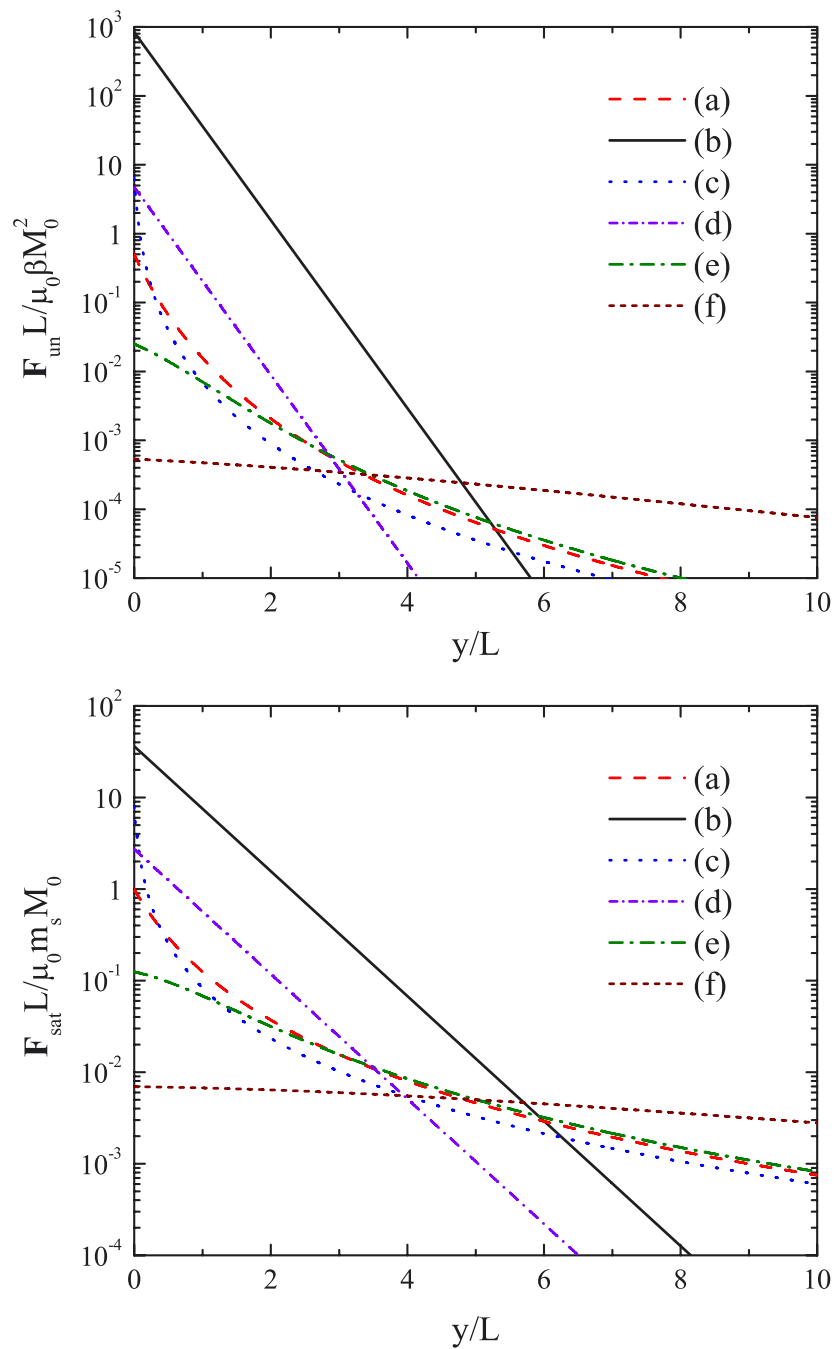 10³
10²
10
1
10⁻¹
10⁻²
10⁻³
10⁻⁴
10⁻⁵
F_un L/μ₀βM₀²
(a)
(b)
(c)
(d)
(e)
(f)
0 2 4 6 8 10
y/L
10²
10
1
10⁻¹
10⁻²
10⁻³
10⁻⁴
F_sat L/μ₀m_s M₀
(a)
(b)
(c)
(d)
(e)
(f)
0 2 4 6 8 10
y/L